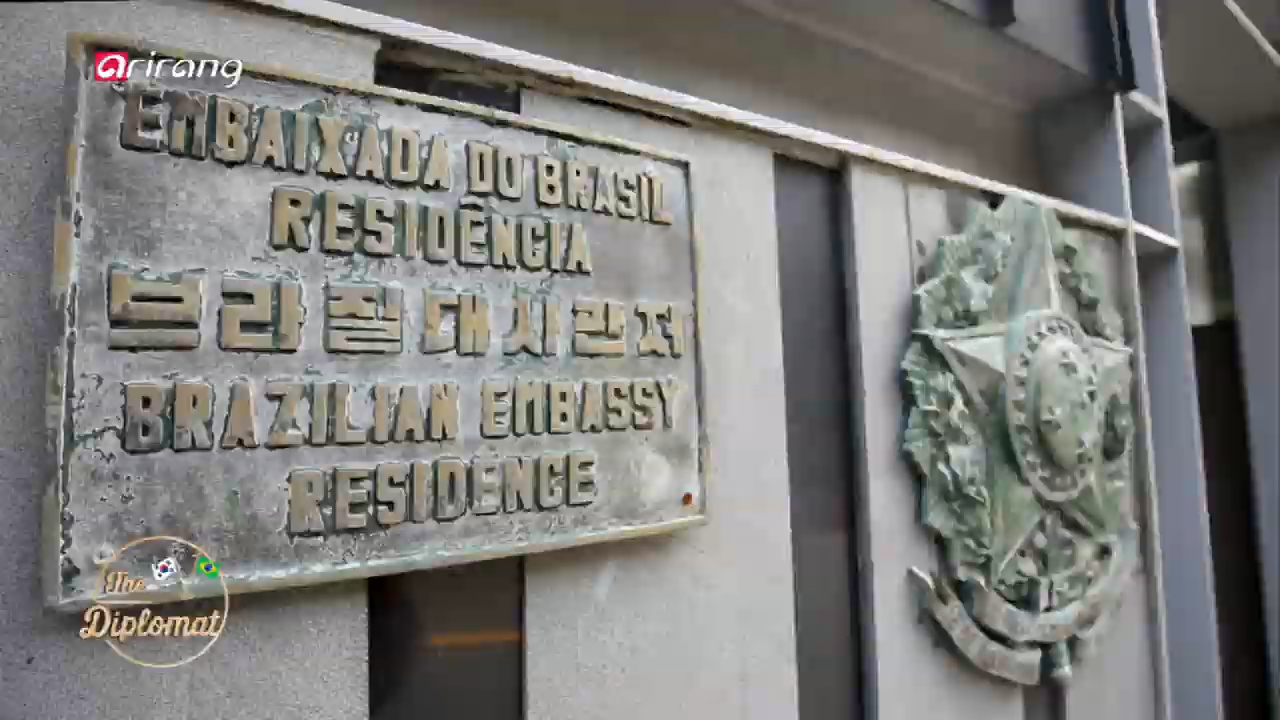 arirang
EMBAIXADA DO BRASIL
RESIDÊNCIA
브라질대사관저
BRAZILIAN EMBASSY
RESIDENCE
The
Diplomat